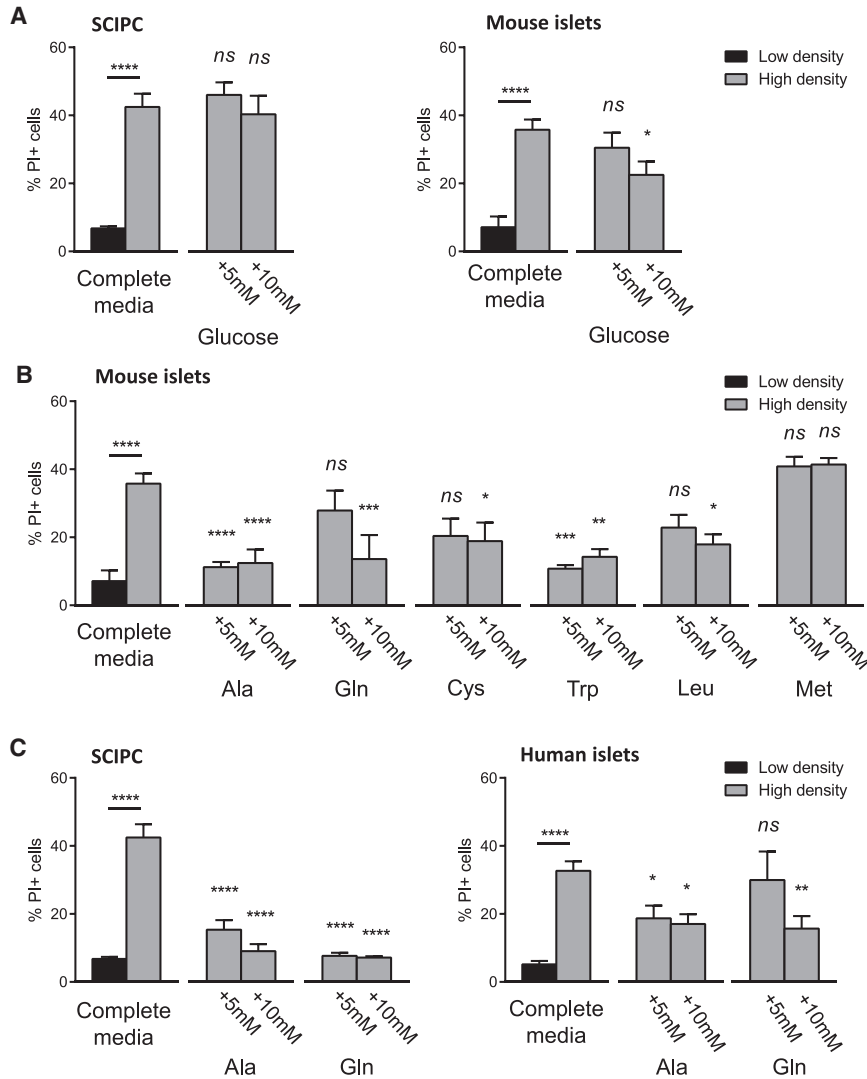 A
SCIPC
Mouse islets
Low density
High density
60
40
20
0
% PI+ cells
****
ns ns
Complete
media
+5mM +10mM
Glucose
60
40
20
0
% PI+ cells
****
ns
*
Complete
media
+5mM +10mM
Glucose
B
Mouse islets
Low density
High density
60
40
20
0
% PI+ cells
****
**** ****
ns ***
ns *
*** **
ns *
ns ns
Complete
media
+5mM +10mM +5mM +10mM +5mM +10mM +5mM +10mM +5mM +10mM +5mM +10mM
Ala Gln Cys Trp Leu Met
C
SCIPC
Human islets
Low density
High density
60
40
20
0
% PI+ cells
****
**** ****
**** ****
Complete
media
+5mM +10mM +5mM +10mM
Ala Gln
60
40
20
0
% PI+ cells
****
* *
ns **
Complete
media
+5mM +10mM +5mM +10mM
Ala Gln